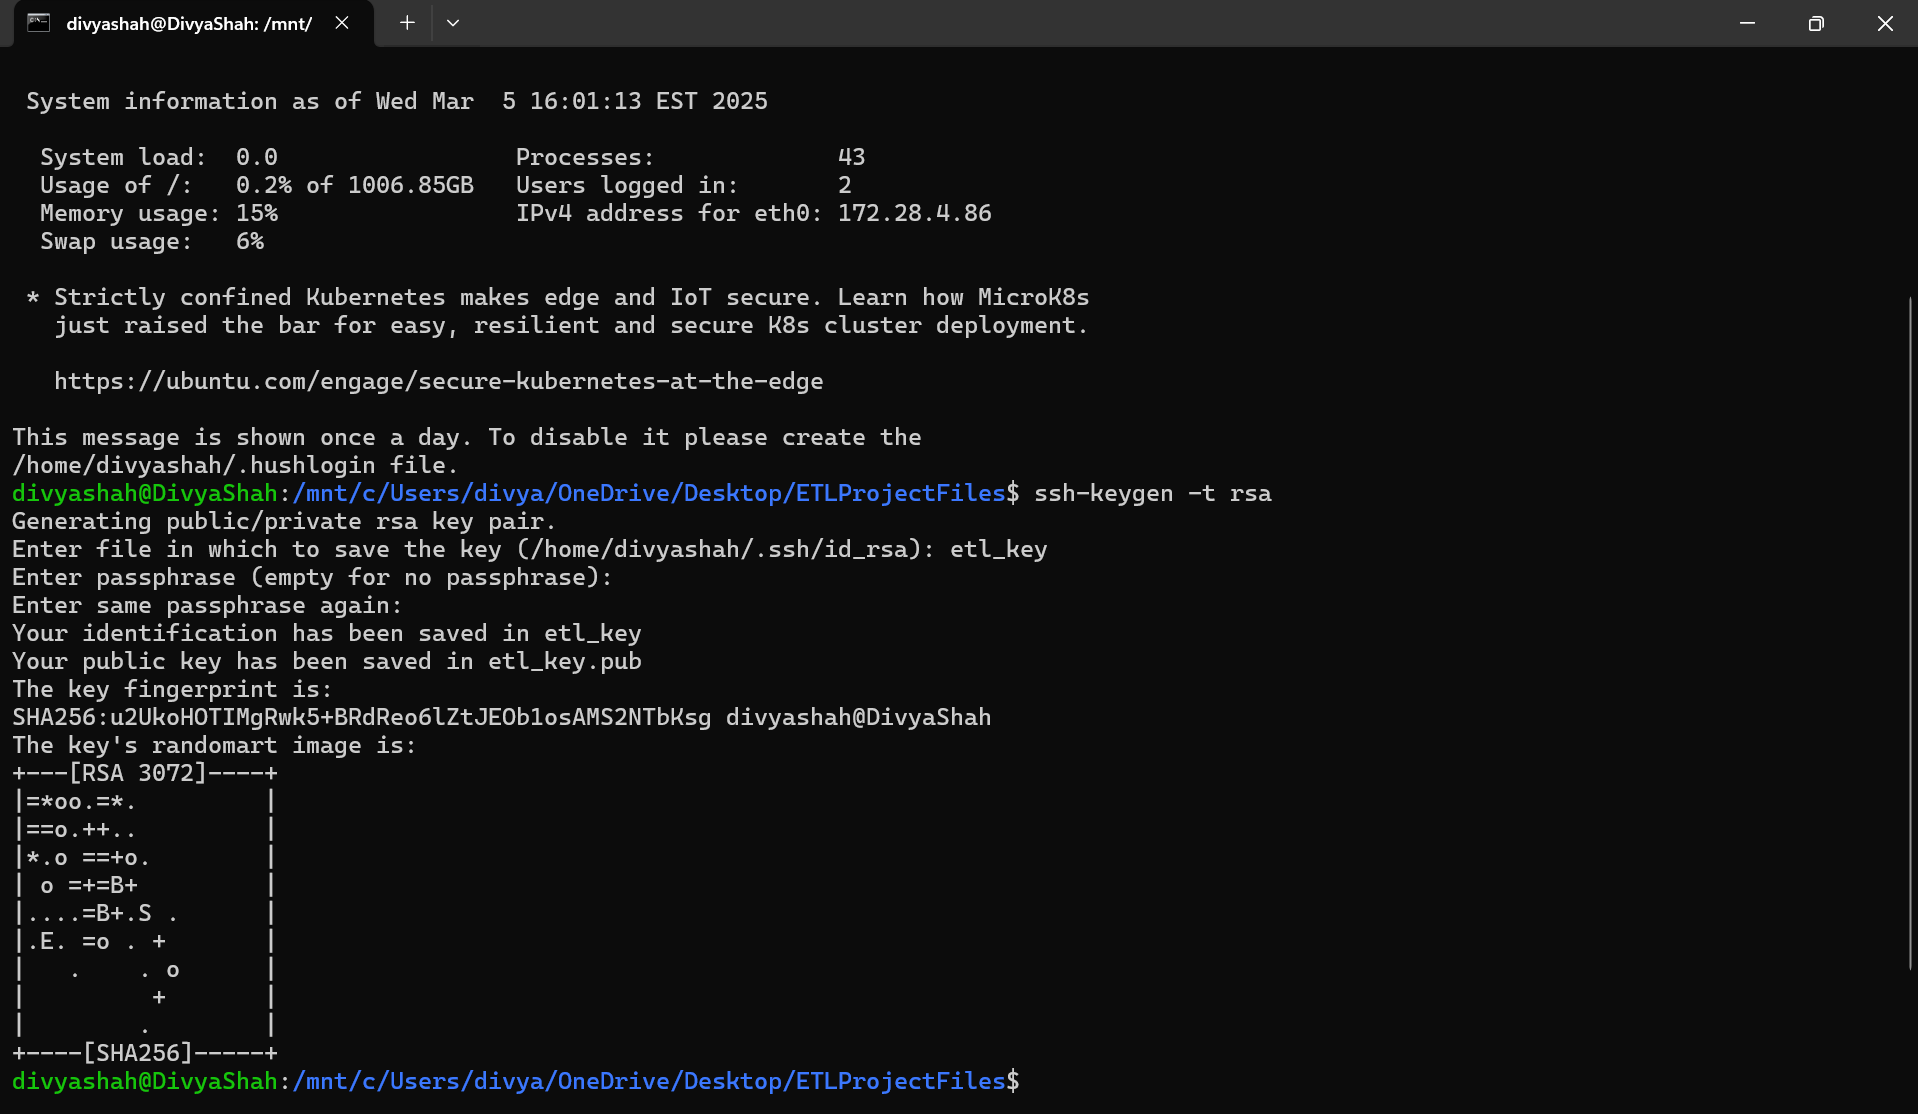 divyashah@DivyaShah: /mnt/
System information as of Wed Mar  5 16:01:13 EST 2025
System load:  0.0                 Processes:             43
Usage of /:   0.2% of 1006.85GB   Users logged in:       2
Memory usage: 15%                 IPv4 address for eth0: 172.28.4.86
Swap usage:   6%
* Strictly confined Kubernetes makes edge and IoT secure. Learn how MicroK8s
just raised the bar for easy, resilient and secure K8s cluster deployment.
https://ubuntu.com/engage/secure-kubernetes-at-the-edge
This message is shown once a day. To disable it please create the
/home/divyashah/.hushlogin file.
divyashah@DivyaShah:/mnt/c/Users/divya/OneDrive/Desktop/ETLProjectFiles$ ssh-keygen -t rsa
Generating public/private rsa key pair.
Enter file in which to save the key (/home/divyashah/.ssh/id_rsa): etl_key
Enter passphrase (empty for no passphrase):
Enter same passphrase again:
Your identification has been saved in etl_key
Your public key has been saved in etl_key.pub
The key fingerprint is:
SHA256:u2UkoHOTIMgRwk5+BRdReo6lZtJEOb1osAMS2NTbKsg divyashah@DivyaShah
The key's randomart image is:
+---[RSA 3072]----+
|=*oo.=*.         |
|==o.++..         |
|*.o ==+o.        |
| o =+=B+         |
|....=B+.S .      |
|.E. =o . +       |
|   .    . o      |
|         +       |
|        .        |
+----[SHA256]-----+
divyashah@DivyaShah:/mnt/c/Users/divya/OneDrive/Desktop/ETLProjectFiles$